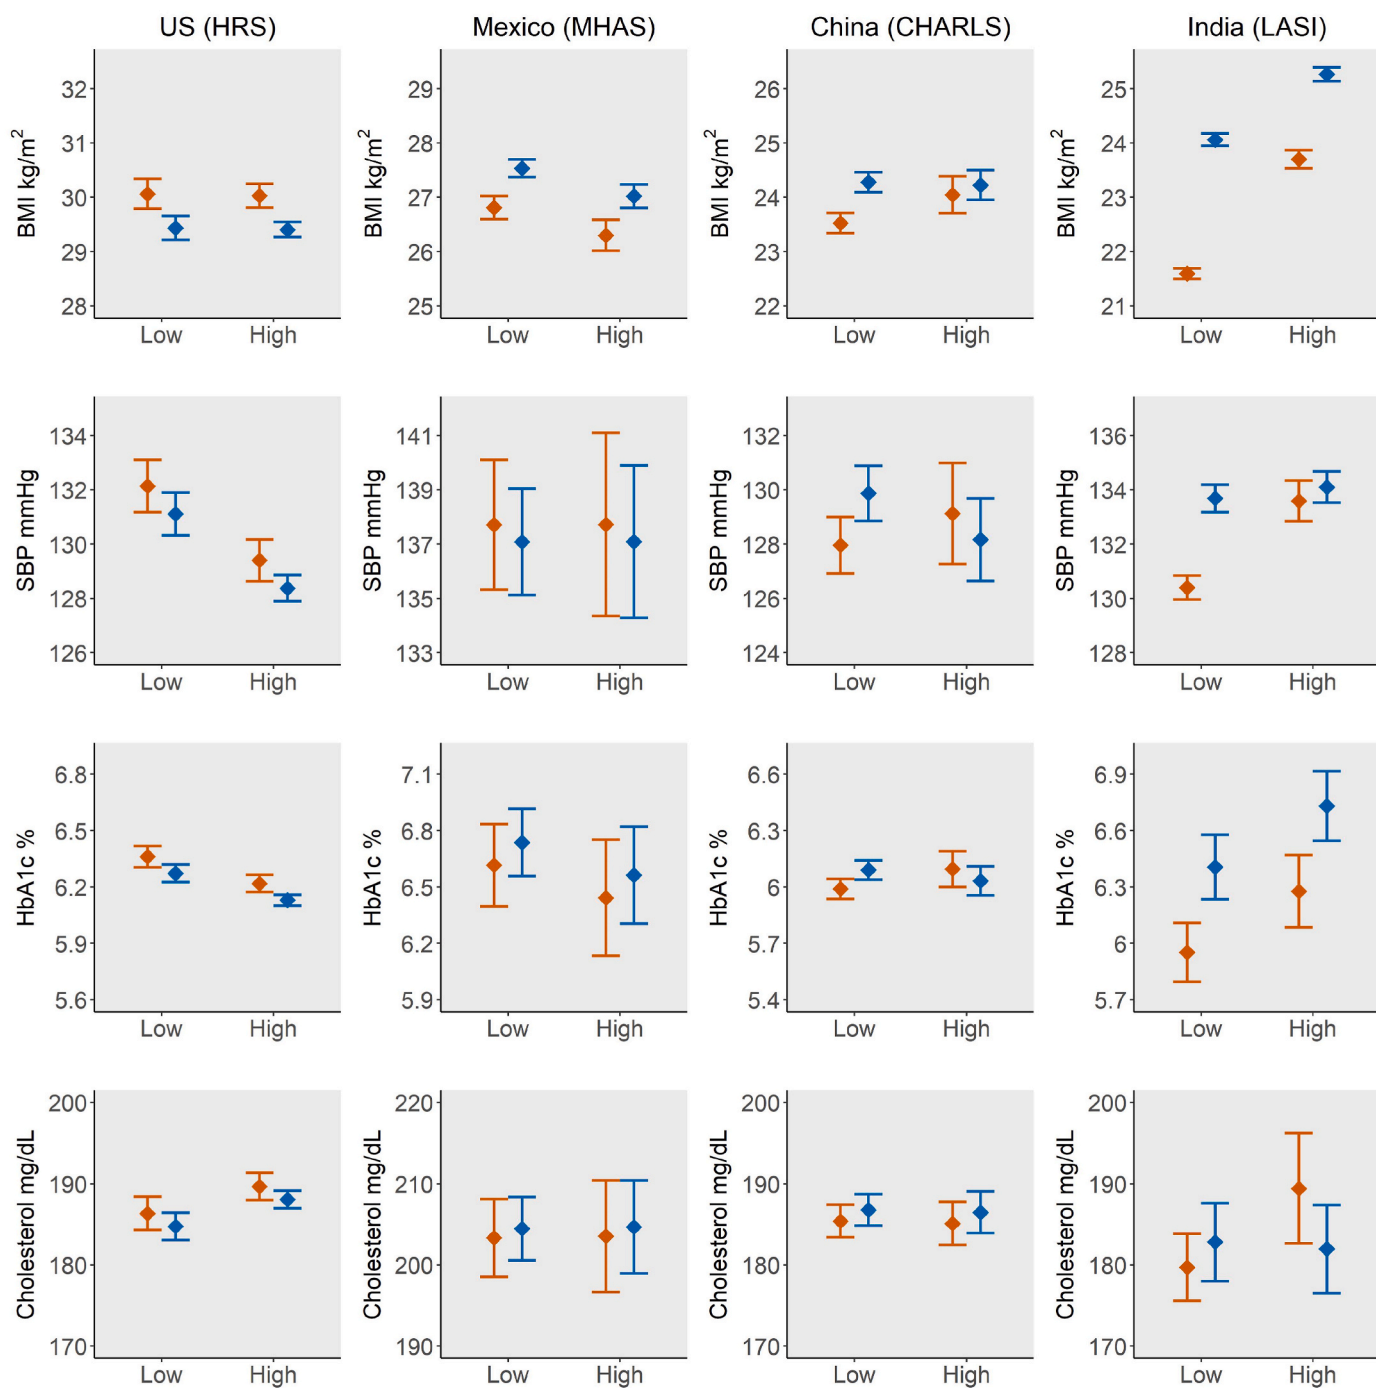 US (HRS) Mexico (MHAS) China (CHARLS) India (LASI)
BMI kg/m² BMI kg/m² BMI kg/m² BMI kg/m²
32 29 26 25
31 28 25 24
30 27 24 23
29 26 23 22
28 25 22 21
Low High Low High Low High Low High
SBP mmHg SBP mmHg SBP mmHg SBP mmHg
134 141 132 136
132 139 130 134
130 137 128 132
128 135 126 130
126 133 124 128
Low High Low High Low High Low High
HbA1c % HbA1c % HbA1c % HbA1c %
6.8 7.1 6.6 6.9
6.5 6.8 6.3 6.6
6.2 6.5 6 6.3
5.9 6.2 5.7 6
5.6 5.9 5.4 5.7
Low High Low High Low High Low High
Cholesterol mg/dL Cholesterol mg/dL Cholesterol mg/dL Cholesterol mg/dL
200 220 200 200
190 210 190 190
180 200 180 180
170 190 170 170
Low High Low High Low High Low High